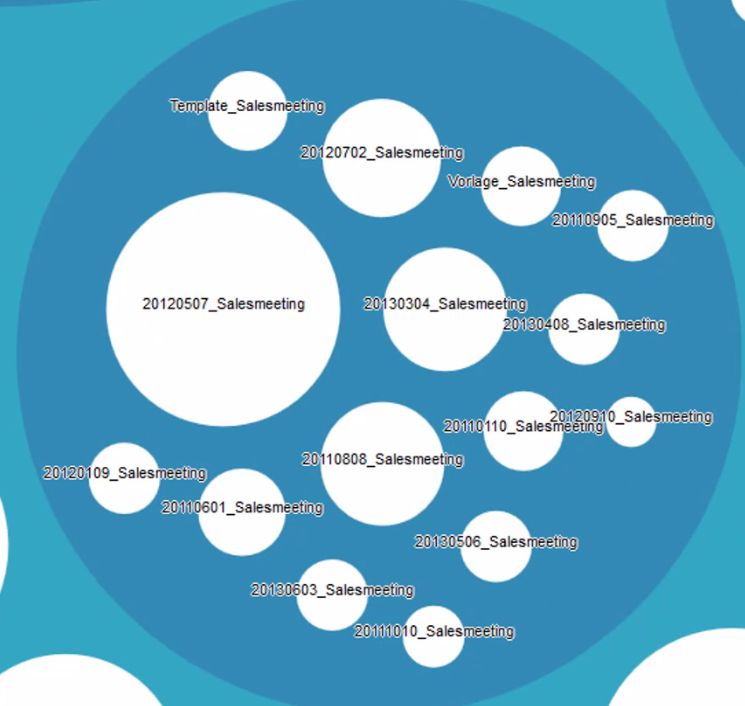 Template_Salesmeeting
20120702_Salesmeeting
Vorlage_Salesmeeting
20110905_Salesmeeting
20120507_Salesmeeting
20130304_Salesmeeting
20130408_Salesmeeting
20120910_Salesmeeting
20110110_Salesmeeting
20110808_Salesmeeting
20120109_Salesmeeting
20110601_Salesmeeting
20130506_Salesmeeting
20130603_Salesmeeting
20111010_Salesmeeting